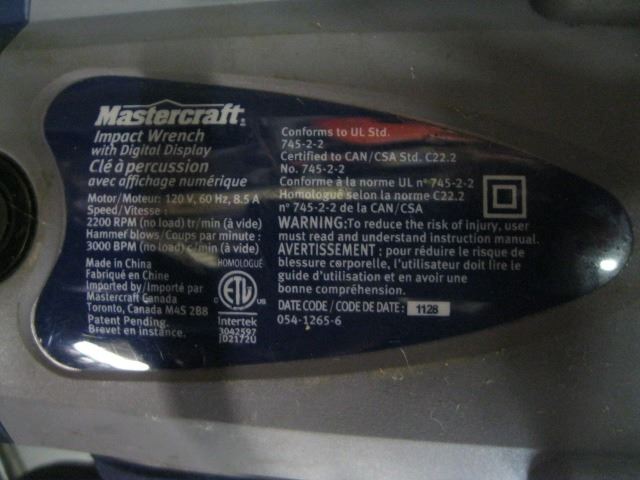 Mastercraft®
Impact Wrench
with Digital Display
Clé à percussion
avec affichage numérique
Motor/Moteur: 120 V, 60 Hz, 8.5 A
Speed/Vitesse :
2200 RPM (no load) tr/min (à vide)
Hammer blows/Coups par minute :
3000 BPM (no load) c/min (à vide)
Made in China
Fabriqué en Chine
Imported by/Importé par
Mastercraft Canada
Toronto, Canada M4S 2B8
Patent Pending.
Brevet en instance.
HOMOLOGUÉ
C ETL US
Intertek
3042597
J02172U
Conforms to UL Std.
745-2-2
Certified to CAN/CSA Std. C22.2
No. 745-2-2
Conforme à la norme UL n° 745-2-2
Homologué selon la norme C22.2
n° 745-2-2 de la CAN/CSA
WARNING:To reduce the risk of injury, user
must read and understand instruction manual.
AVERTISSEMENT : pour réduire le risque de
blessure corporelle, l'utilisateur doit lire le
guide d'utilisation et en avoir une
bonne compréhension.
DATE CODE / CODE DE DATE: 1128
054-1265-6